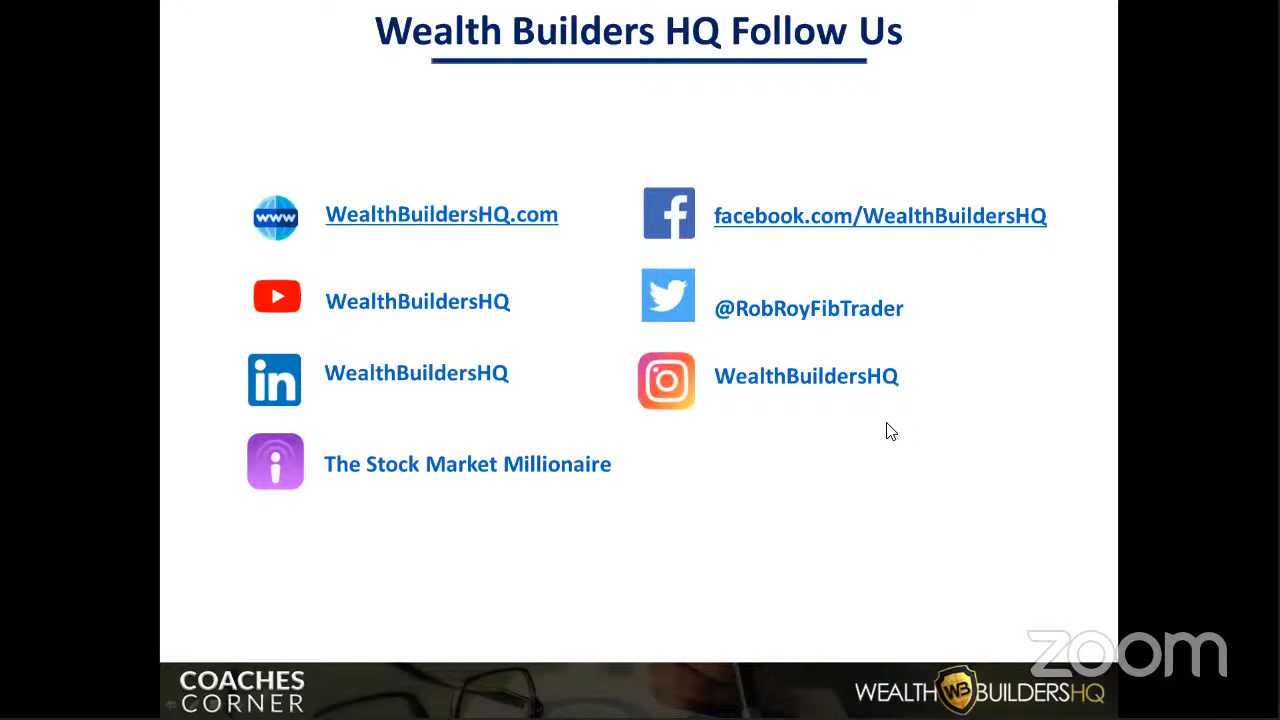 Wealth Builders HQ Follow Us
www
WealthBuildersHQ.com
facebook.com/WealthBuildersHQ
WealthBuildersHQ
@RobRoyFibTrader
in
WealthBuildersHQ
WealthBuildersHQ
The Stock Market Millionaire
zoom
COACHES
CORNER
WEALTH WB BUILDERSHQ